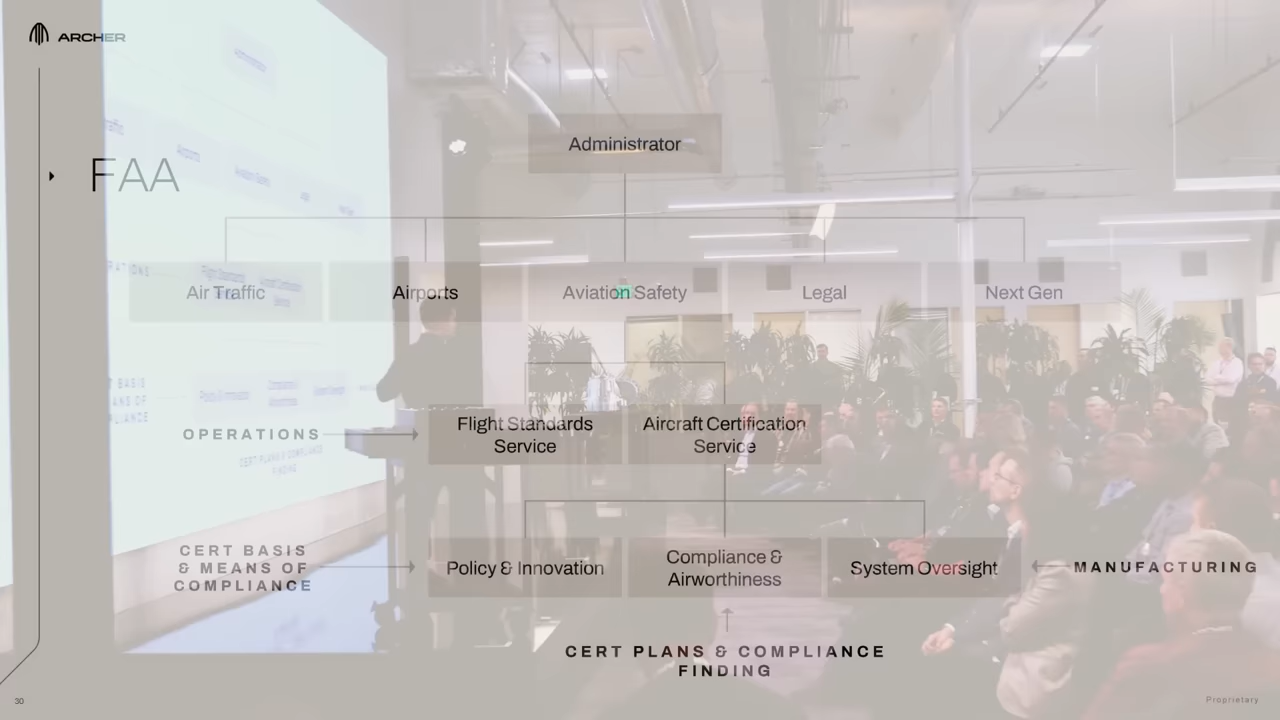 ARCHER
FAA
Administrator
Air Traffic
Airports
Aviation Safety
Legal
Next Gen
OPERATIONS
Flight Standards
Service
Aircraft Certification
Service
CERT BASIS
& MEANS OF
COMPLIANCE
Policy & Innovation
Compliance &
Airworthiness
System Oversight
MANUFACTURING
CERT PLANS & COMPLIANCE
FINDING
30
Proprietary